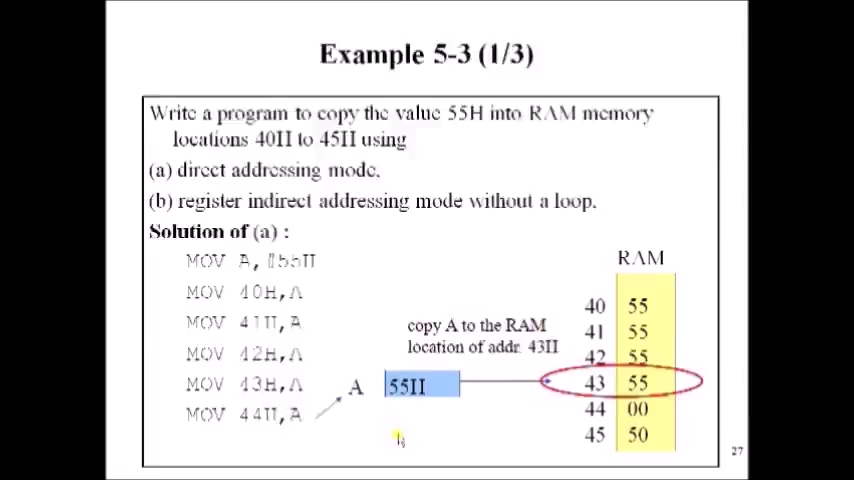 Example 5-3 (1/3)
Write a program to copy the value 55H into RAM memory
locations 40H to 45H using
(a) direct addressing mode.
(b) register indirect addressing mode without a loop.
Solution of (a) :
MOV A,#55H
MOV 40H,A
MOV 41H,A
MOV 42H,A
MOV 43H,A
MOV 44H,A
copy A to the RAM
location of addr. 43H
A
55H
RAM
40 55
41 55
42 55
43 55
44 00
45 50
27